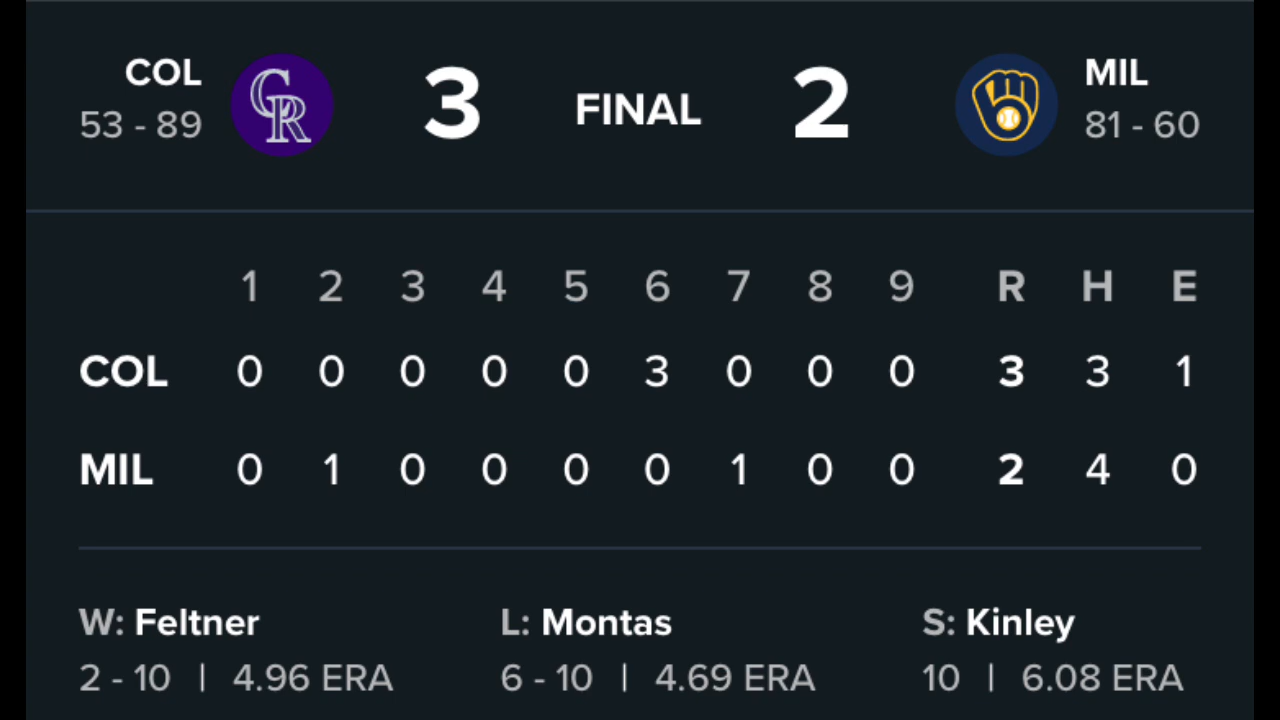 COL 3 FINAL 2 MIL
53 - 89 CR 81 - 60
1 2 3 4 5 6 7 8 9 R H E
COL 0 0 0 0 0 3 0 0 0 3 3 1
MIL 0 1 0 0 0 0 1 0 0 2 4 0
W: Feltner L: Montas S: Kinley
2 - 10 | 4.96 ERA 6 - 10 | 4.69 ERA 10 | 6.08 ERA